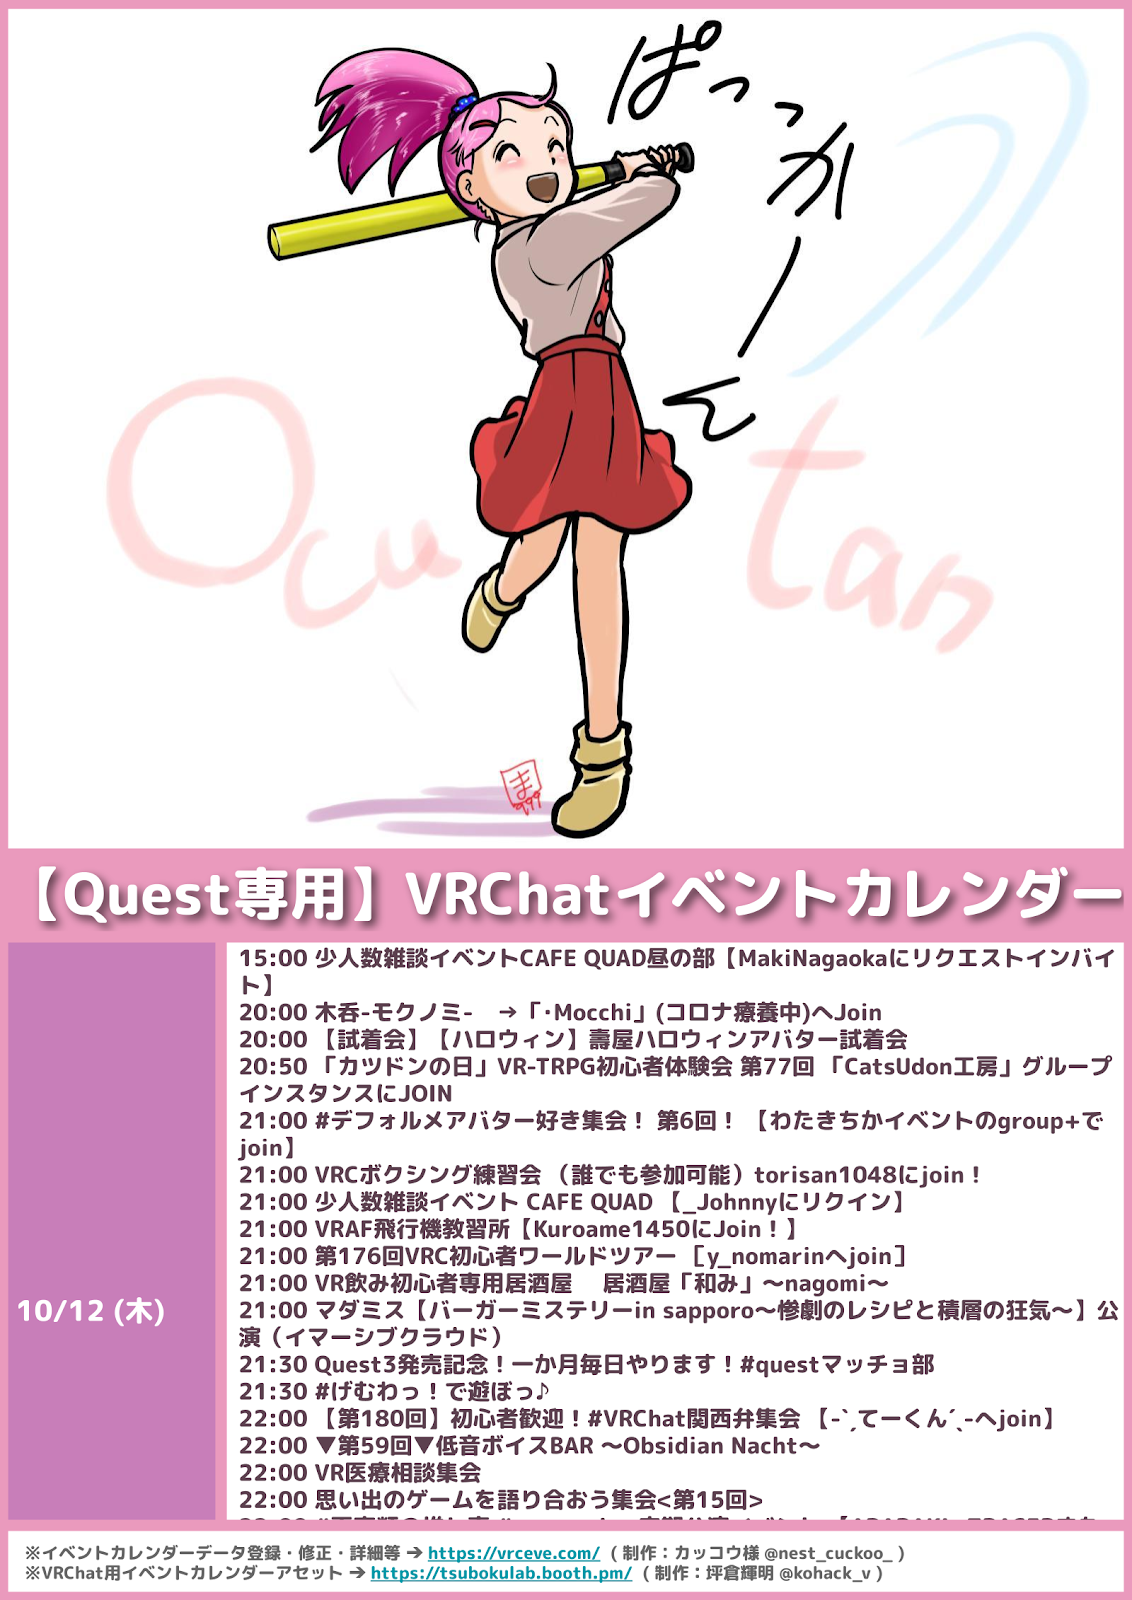 ぱっっかーん
Ocu tan
ま
999
【Quest専用】VRChatイベントカレンダー
10/12 (木)
15:00 少人数雑談イベントCAFE QUAD昼の部【MakiNagaokaにリクエストインバイ
ト】
20:00 木呑-モクノミ-　→「･Mocchi」(コロナ療養中)へJoin
20:00 【試着会】【ハロウィン】壽屋ハロウィンアバター試着会
20:50 「カツドンの日」VR-TRPG初心者体験会 第77回 「CatsUdon工房」グループ
インスタンスにJOIN
21:00 #デフォルメアバター好き集会！ 第6回！ 【わたきちかイベントのgroup+で
join】
21:00 VRCボクシング練習会 （誰でも参加可能）torisan1048にjoin！
21:00 少人数雑談イベント CAFE QUAD 【_Johnnyにリクイン】
21:00 VRAF飛行機教習所【Kuroame1450にJoin！】
21:00 第176回VRC初心者ワールドツアー ［y_nomarinへjoin］
21:00 VR飲み初心者専用居酒屋　居酒屋「和み」～nagomi～
21:00 マダミス【バーガーミステリーin sapporo～惨劇のレシピと積層の狂気～】公
演（イマーシブクラウド）
21:30 Quest3発売記念！一か月毎日やります！#questマッチョ部
21:30 #げむわっ！で遊ぼっ♪
22:00 【第180回】初心者歓迎！#VRChat関西弁集会 【-ˋˏてーくんˊˎ-へjoin】
22:00 ▼第59回▼低音ボイスBAR ～Obsidian Nacht～
22:00 VR医療相談集会
22:00 思い出のゲームを語り合おう集会<第15回>
※イベントカレンダーデータ登録・修正・詳細等 ➔ https://vrceve.com/ ( 制作：カッコウ様 @nest_cuckoo_ )
※VRChat用イベントカレンダーアセット ➔ https://tsubokulab.booth.pm/ ( 制作：坪倉輝明 @kohack_v )